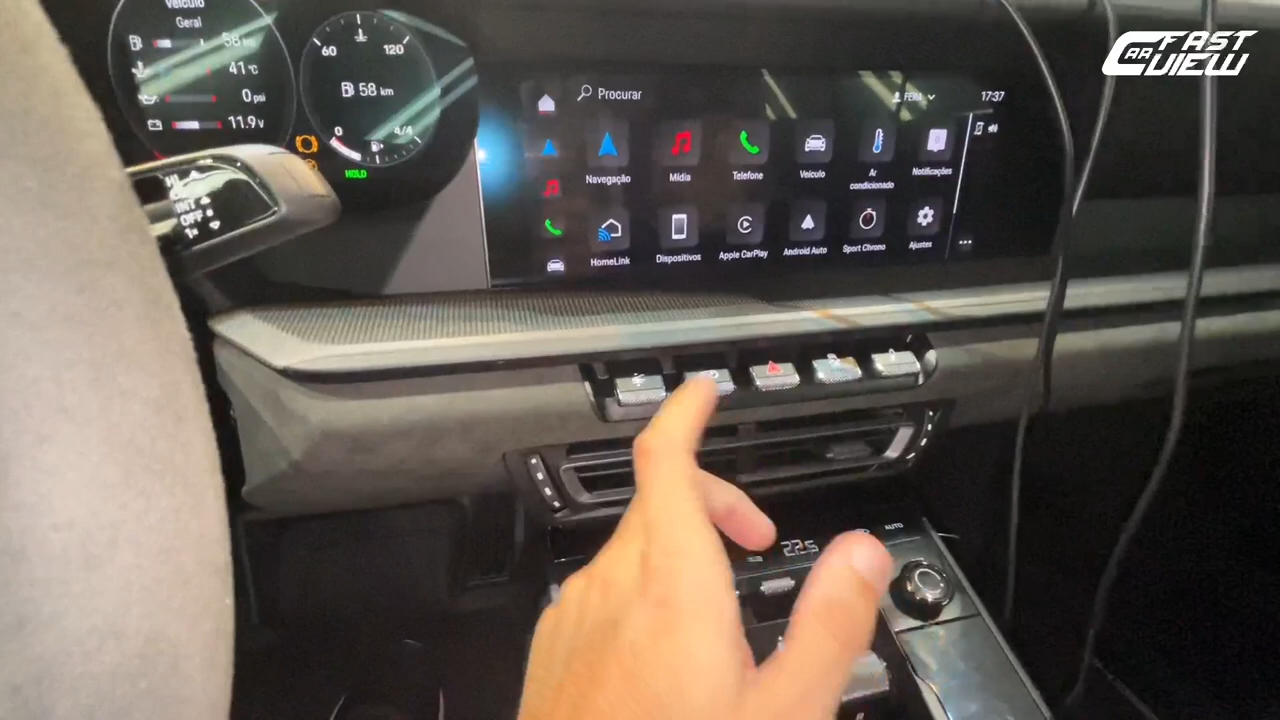 Veículo
Geral
58 km
41 °C
0 psi
11.9 V
60
120
58 km
0
4/4
HOLD
INT
OFF
1x
Procurar
FERA
17:37
Navegação
Mídia
Telefone
Veículo
Ar condicionado
Notificações
HomeLink
Dispositivos
Apple CarPlay
Android Auto
Sport Chrono
Ajustes
22.5
AUTO
FAST
CAR
VIEW